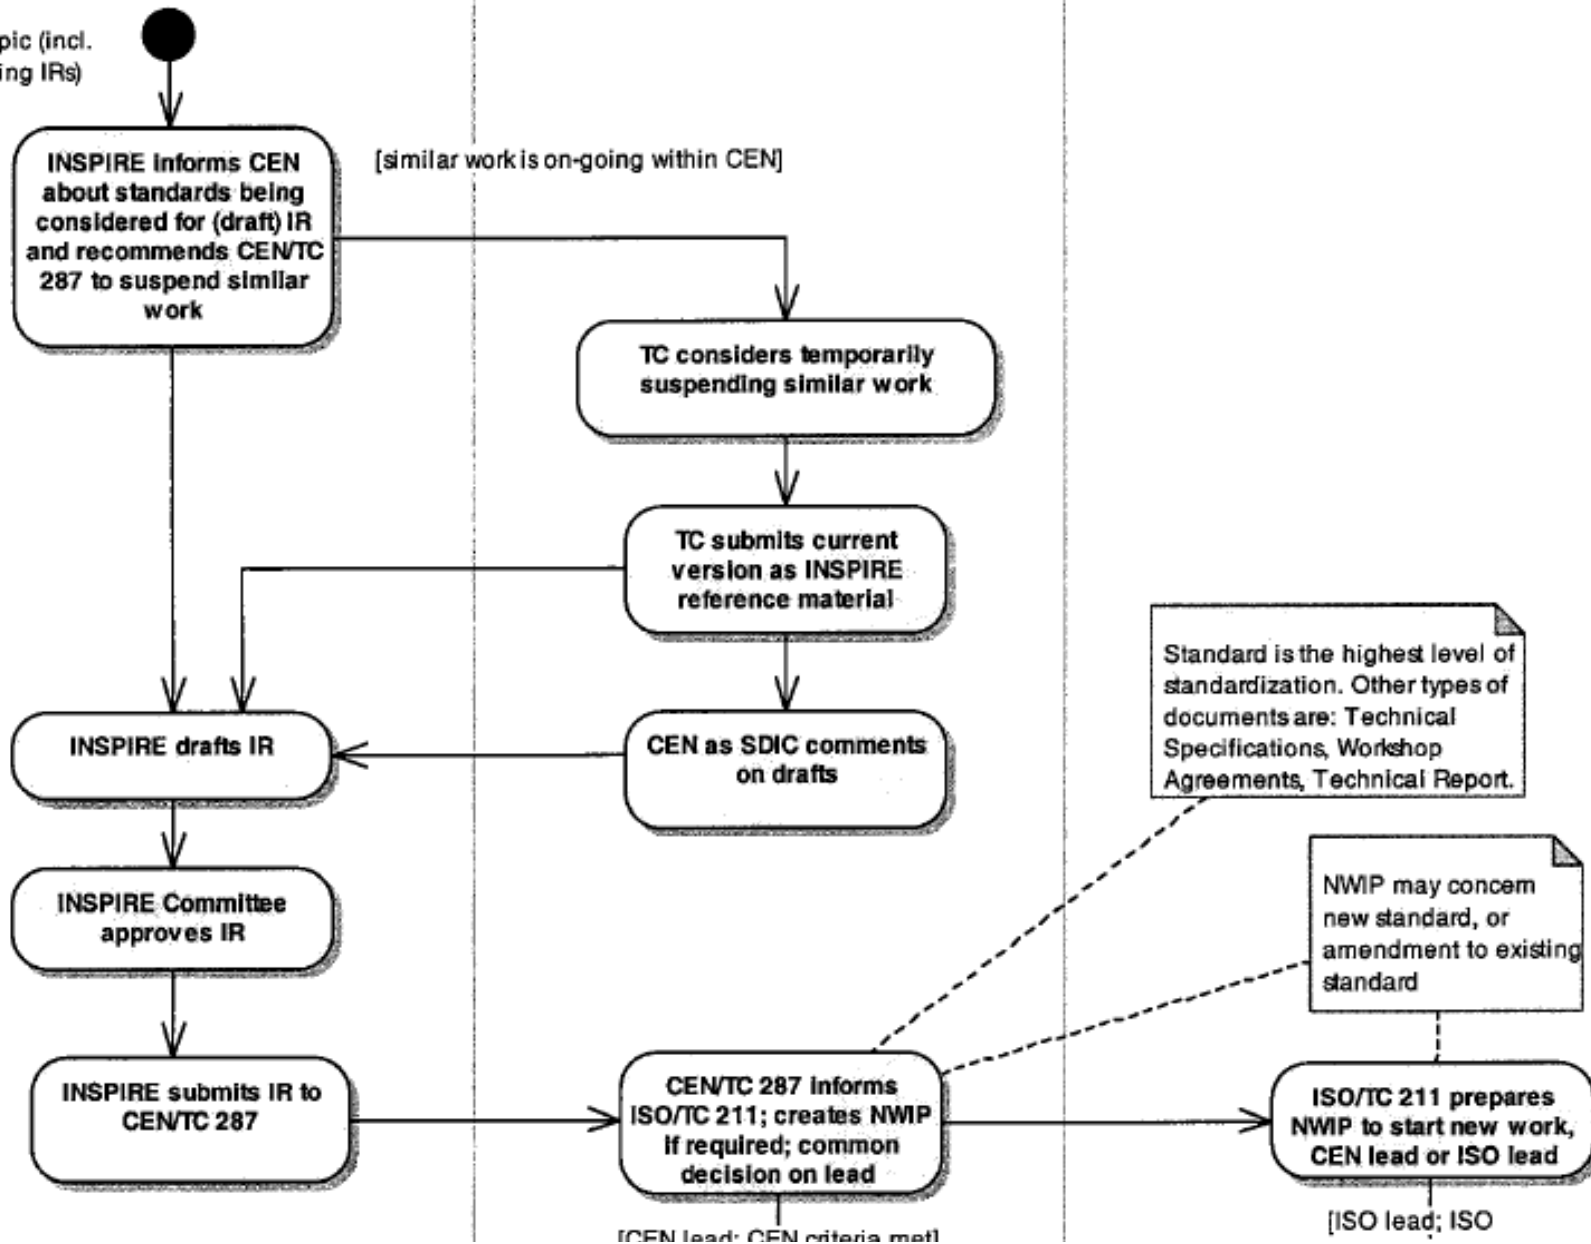 pic (incl.
ing IRs)
INSPIRE informs CEN
about standards being
considered for (draft) IR
and recommends CEN/TC
287 to suspend similar
work
[similar work is on-going within CEN]
TC considers temporarily
suspending similar work
TC submits current
version as INSPIRE
reference material
INSPIRE drafts IR
CEN as SDIC comments
on drafts
Standard is the highest level of
standardization. Other types of
documents are: Technical
Specifications, Workshop
Agreements, Technical Report.
INSPIRE Committee
approves IR
NWIP may concern
new standard, or
amendment to existing
standard
INSPIRE submits IR to
CEN/TC 287
CEN/TC 287 informs
ISO/TC 211; creates NWIP
if required; common
decision on lead
ISO/TC 211 prepares
NWIP to start new work,
CEN lead or ISO lead
[CEN lead; CEN criteria met]
[ISO lead; ISO